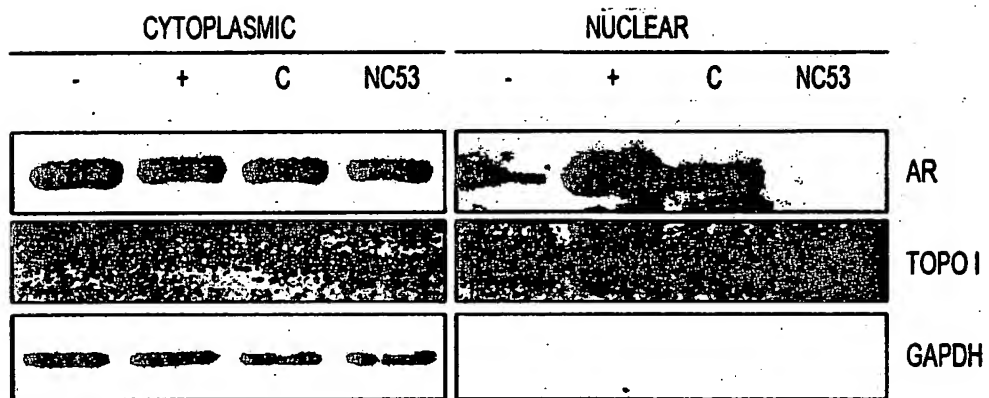 CYTOPLASMIC NUCLEAR
- + C NC53 - + C NC53
AR
TOPO I
GAPDH